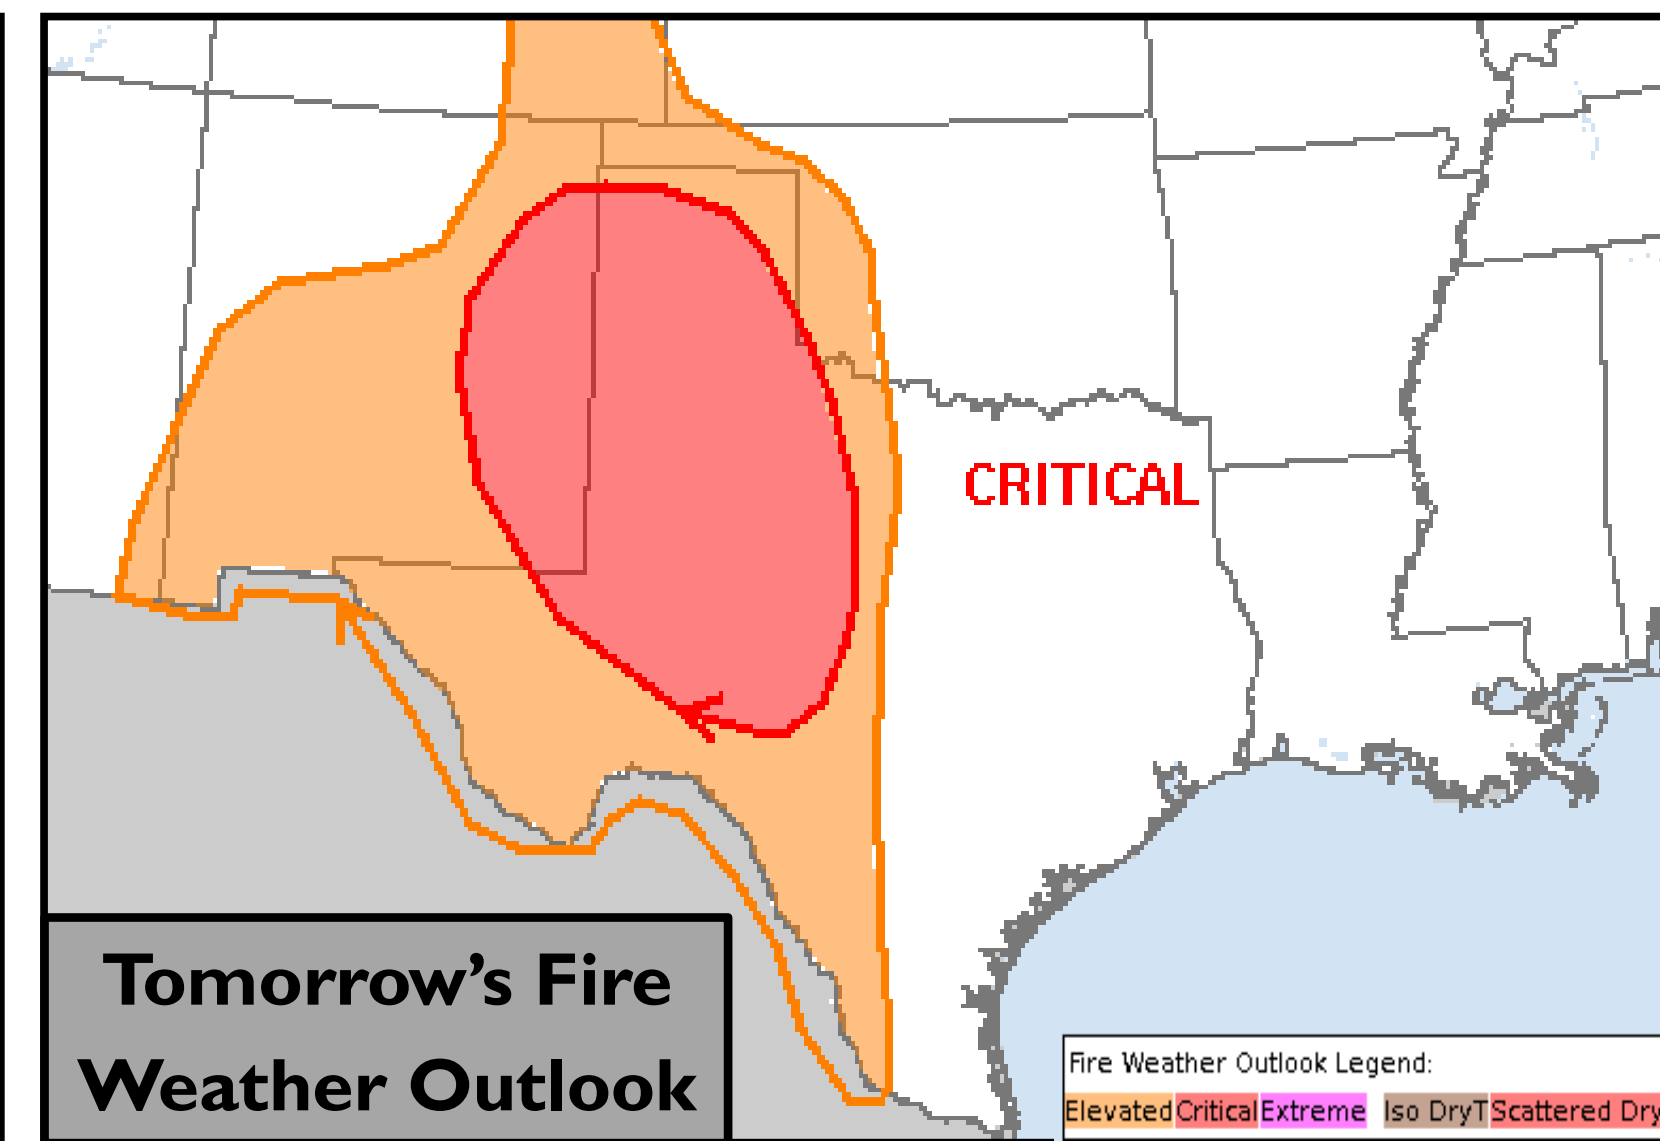 CRITICAL
Tomorrow’s Fire
Weather Outlook
Fire Weather Outlook Legend:
Elevated Critical Extreme Iso DryT Scattered Dry